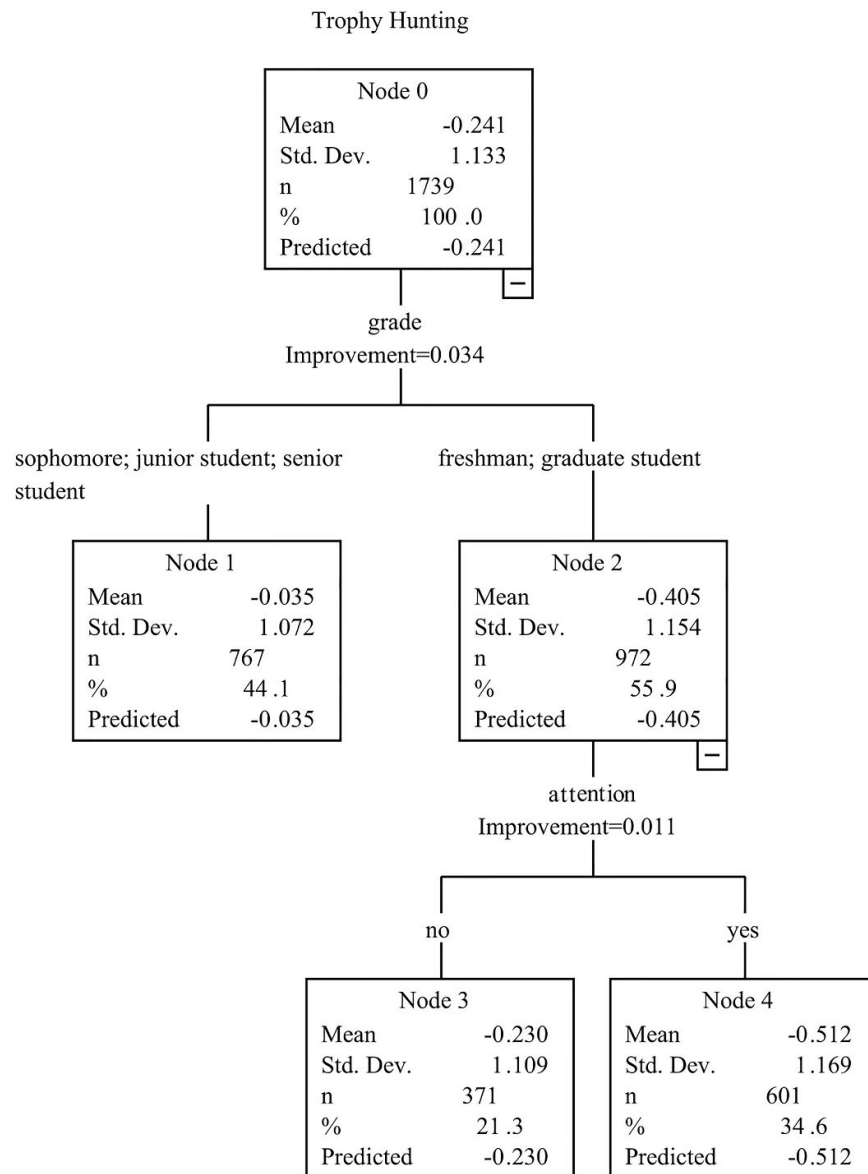 Trophy Hunting
Node 0
Mean -0.241
Std. Dev. 1.133
n 1739
% 100 .0
Predicted -0.241
grade
Improvement=0.034
sophomore; junior student; senior
student
freshman; graduate student
Node 1
Mean -0.035
Std. Dev. 1.072
n 767
% 44 .1
Predicted -0.035
Node 2
Mean -0.405
Std. Dev. 1.154
n 972
% 55 .9
Predicted -0.405
attention
Improvement=0.011
no
yes
Node 3
Mean -0.230
Std. Dev. 1.109
n 371
% 21 .3
Predicted -0.230
Node 4
Mean -0.512
Std. Dev. 1.169
n 601
% 34 .6
Predicted -0.512